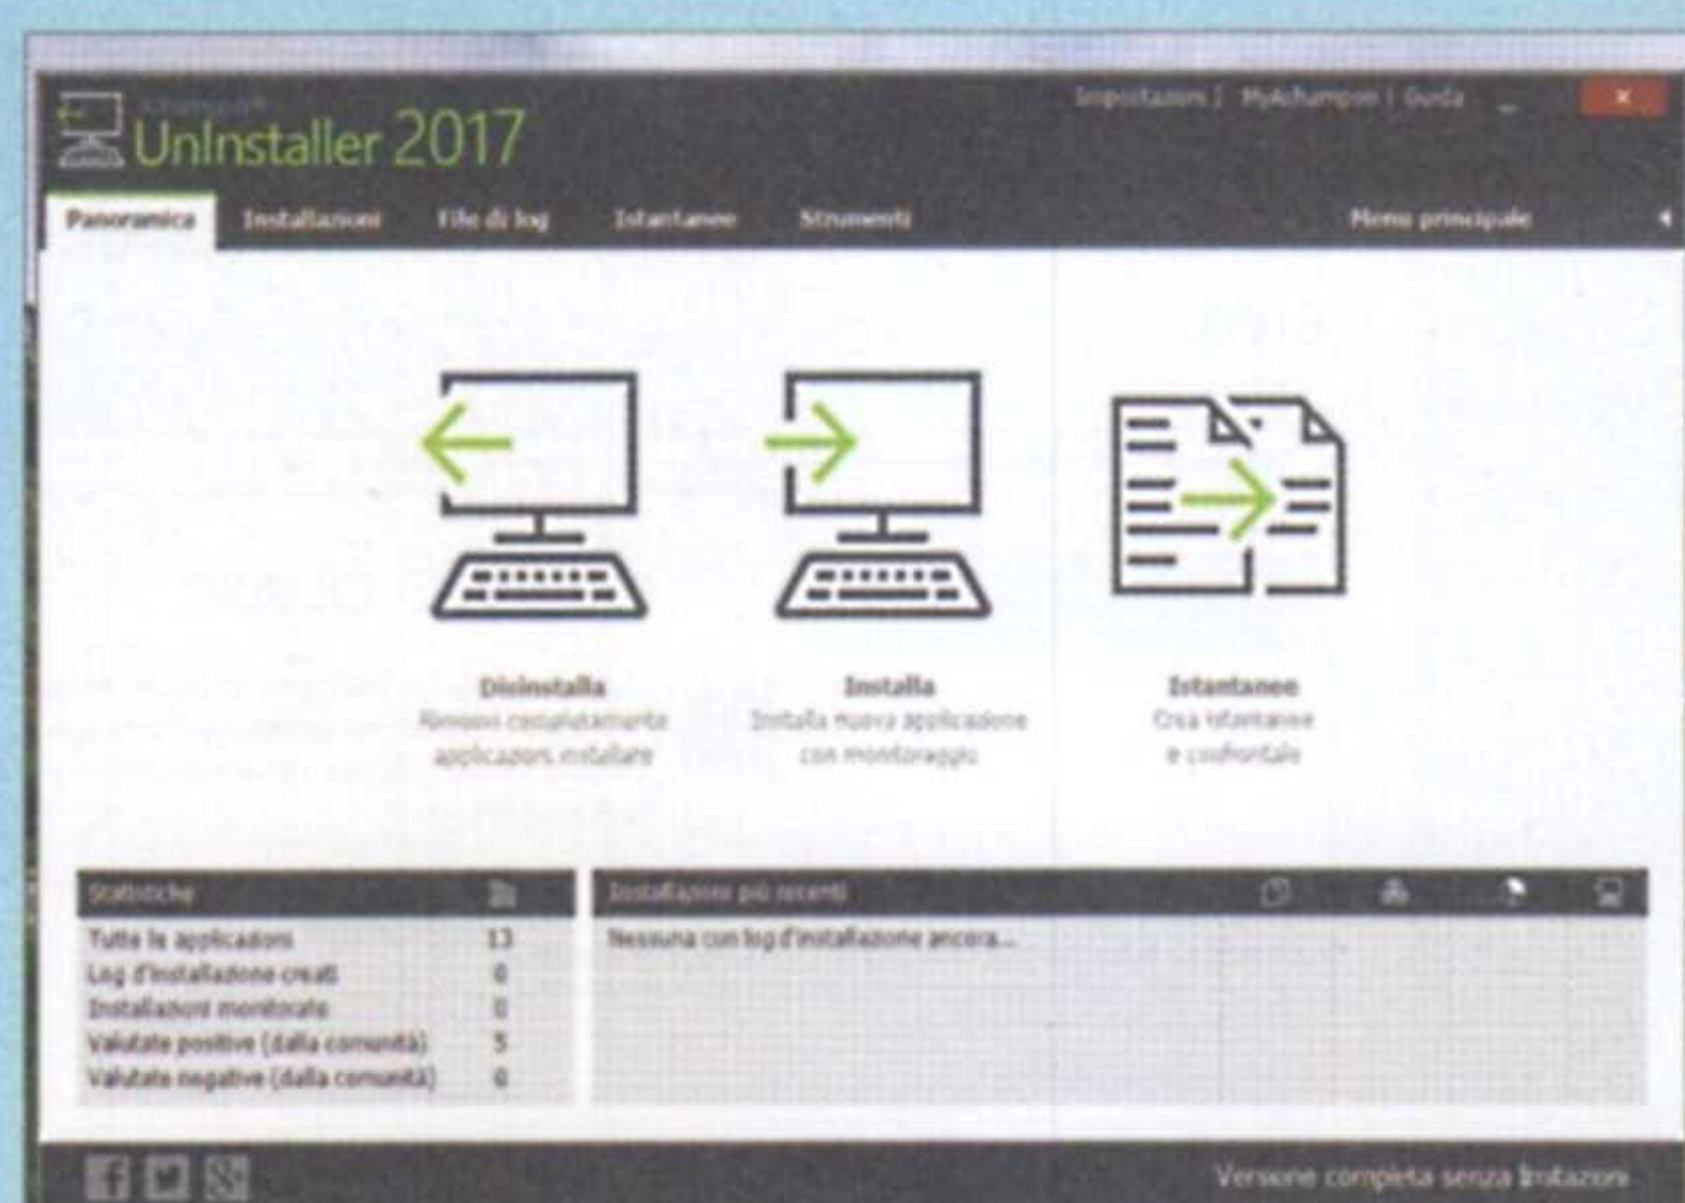 Ashampoo®
UnInstaller 2017
Impostazioni | MyAshampoo | Guida
Panoramica Installazioni File di log Istantanee Strumenti Menu principale
Disinstalla
Rimuovi completamente
applicazioni installate
Installa
Installa nuova applicazione
con monitoraggio
Istantanee
Crea istantanee
e confrontale
Statistiche
Tutte le applicazioni 13
Log d'installazione creati 0
Installazioni monitorate 0
Valutate positive (dalla comunità) 5
Valutate negative (dalla comunità) 0
Installazioni più recenti
Nessuna con log d'installazione ancora...
Versione completa senza limitazioni